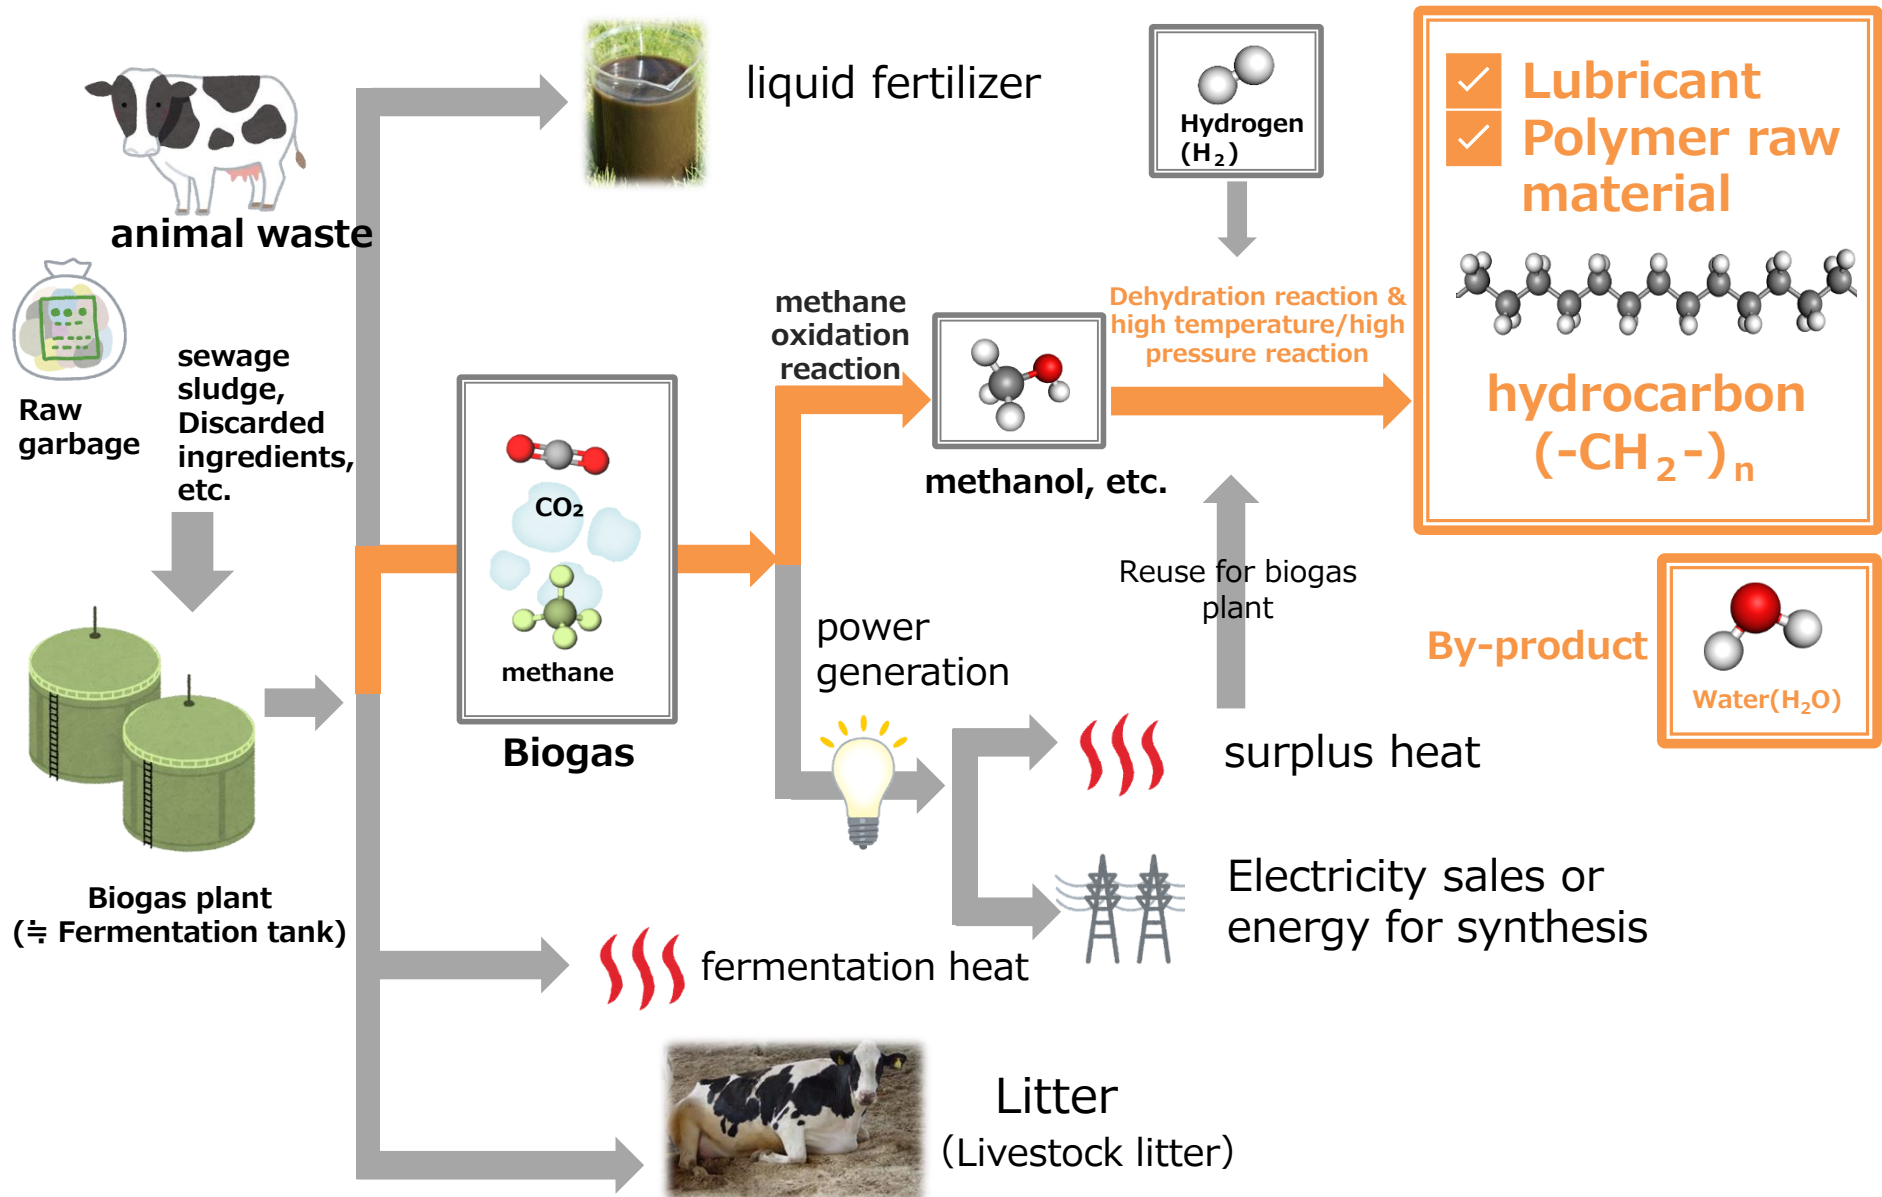 animal waste
Raw
garbage
sewage
sludge,
Discarded
ingredients,
etc.
Biogas plant
(≒ Fermentation tank)
liquid fertilizer
CO₂
methane
Biogas
methane
oxidation
reaction
methanol, etc.
Hydrogen
(H₂)
Dehydration reaction &
high temperature/high
pressure reaction
Lubricant
Polymer raw
material
hydrocarbon
(-CH₂-)ₙ
By-product
Water(H₂O)
Reuse for biogas
plant
power
generation
surplus heat
Electricity sales or
energy for synthesis
fermentation heat
Litter
(Livestock litter)